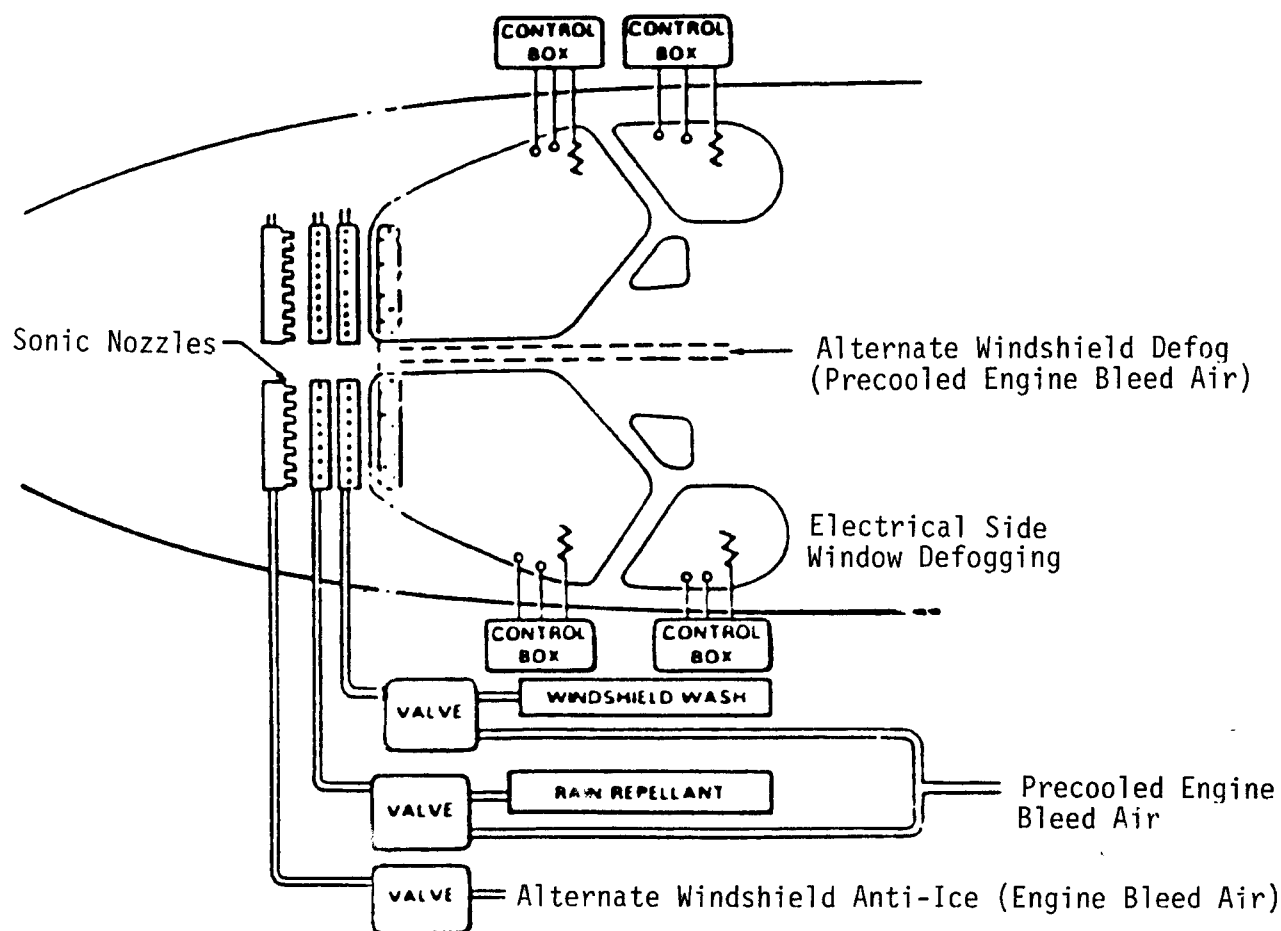 CONTROL
BOX
CONTROL
BOX
Sonic Nozzles
Alternate Windshield Defog
(Precooled Engine Bleed Air)
Electrical Side
Window Defogging
CONTROL
BOX
CONTROL
BOX
VALVE
WINDSHIELD WASH
VALVE
RAIN REPELLANT
Precooled Engine
Bleed Air
VALVE
Alternate Windshield Anti-Ice (Engine Bleed Air)